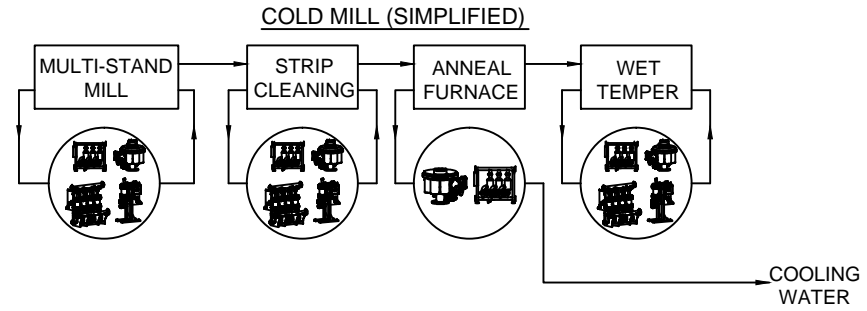 COLD MILL (SIMPLIFIED)
MULTI-STAND
MILL
STRIP
CLEANING
ANNEAL
FURNACE
WET
TEMPER
COOLING
WATER